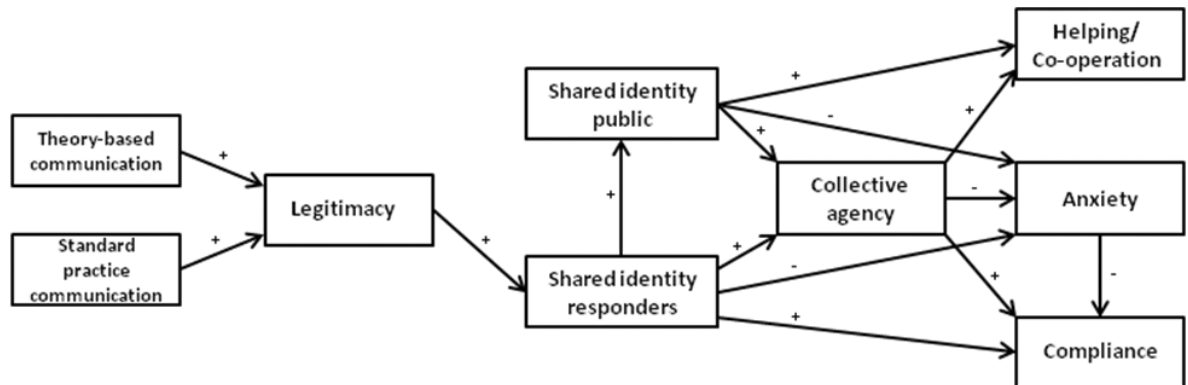 Theory-based
communication
+
Standard
practice
communication
+
Legitimacy
+
Shared identity
public
+
Shared identity
responders
+
-
+
+
-
+
Collective
agency
+
-
+
Helping/
Co-operation
Anxiety
-
Compliance